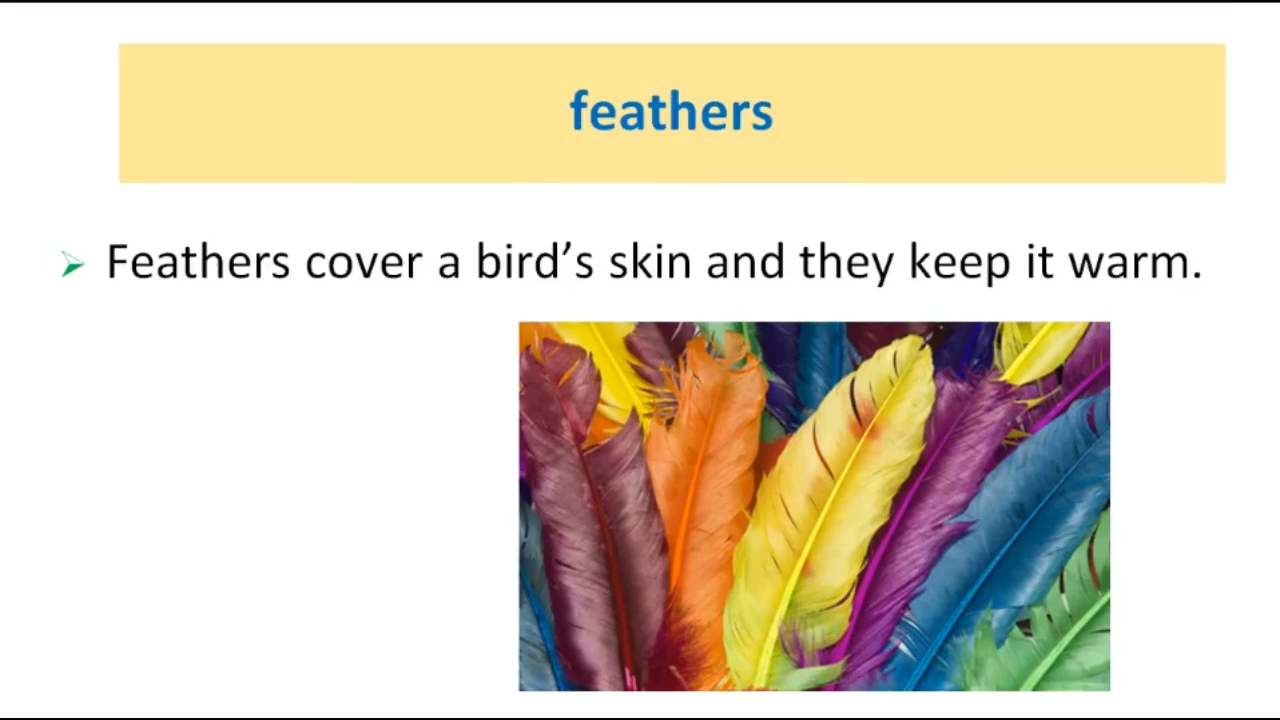 feathers
Feathers cover a bird’s skin and they keep it warm.